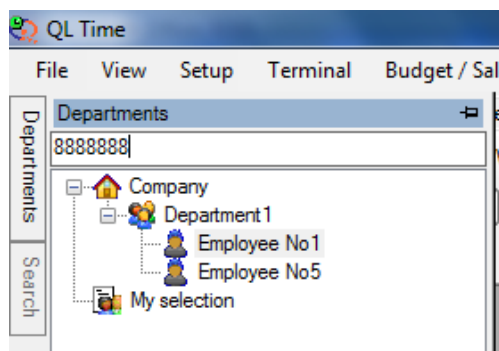 QL Time
File View Setup Terminal Budget / Sal
Departments
Departments
8888888
Company
Department1
Employee No1
Employee No5
My selection
Search